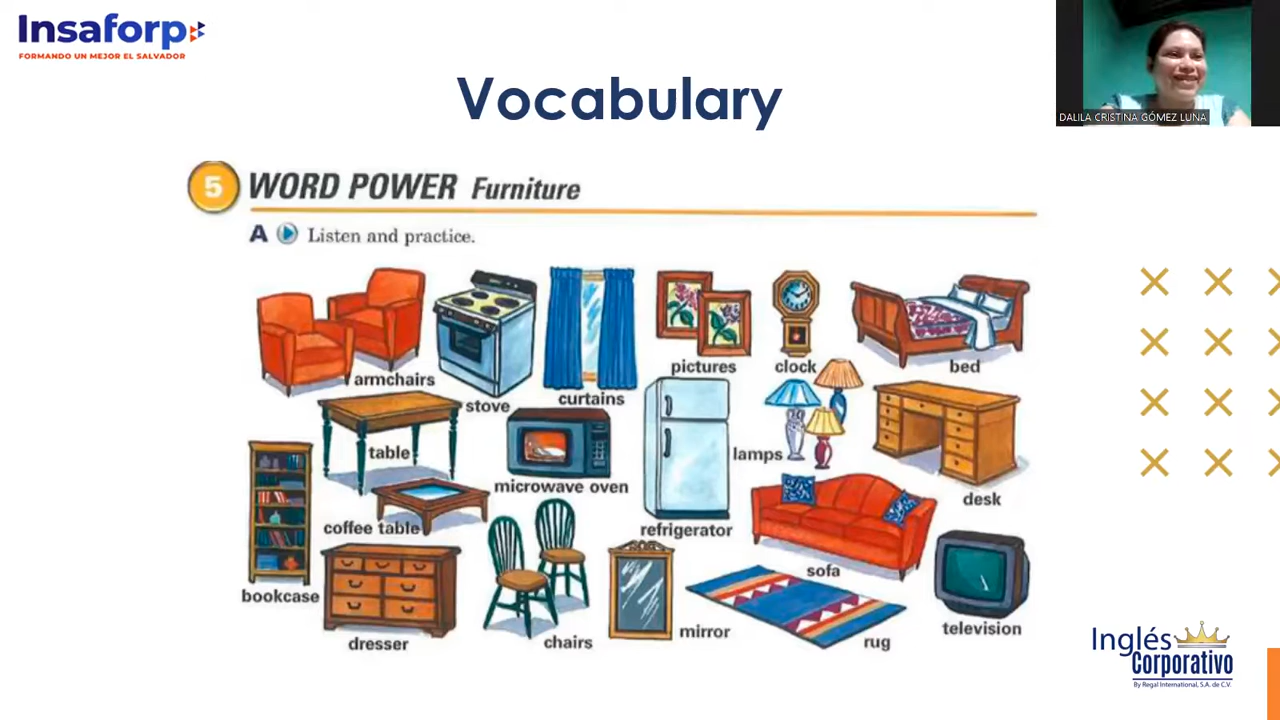 Insaforp
FORMANDO UN MEJOR EL SALVADOR
DALILA CRISTINA GÓMEZ LUNA
Vocabulary
5 WORD POWER Furniture
A Listen and practice.
armchairs
stove
curtains
pictures
clock
bed
table
microwave oven
lamps
desk
coffee table
refrigerator
sofa
bookcase
dresser
chairs
mirror
rug
television
Inglés
Corporativo
By Regal International, S.A. de C.V.